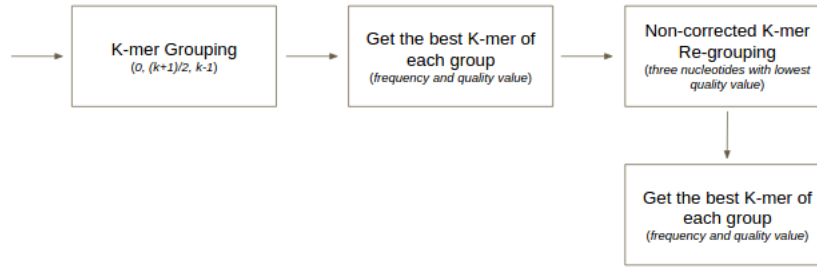 K-mer Grouping
(0, (k+1)/2, k-1)
Get the best K-mer of
each group
(frequency and quality value)
Non-corrected K-mer
Re-grouping
(three nucleotides with lowest
quality value)
Get the best K-mer of
each group
(frequency and quality value)